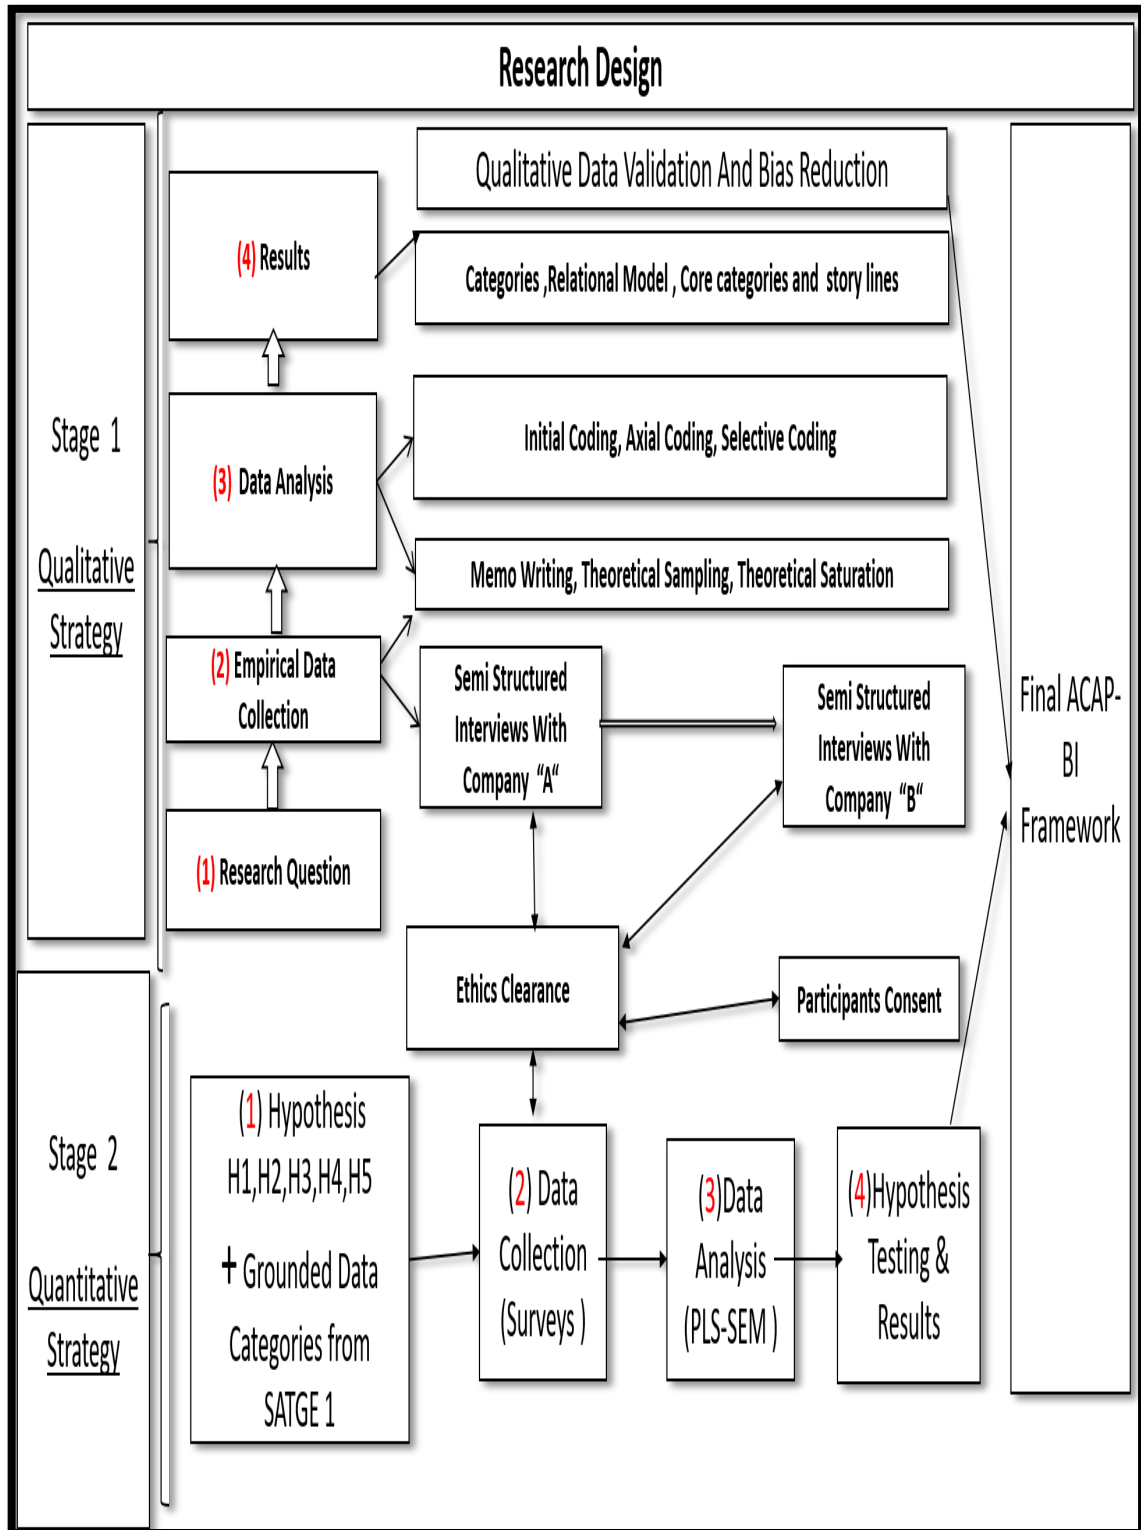 Research Design
Stage 1
Qualitative
Strategy
Qualitative Data Validation And Bias Reduction
(4) Results
Categories ,Relational Model , Core categories and story lines
(3) Data Analysis
Initial Coding, Axial Coding, Selective Coding
Memo Writing, Theoretical Sampling, Theoretical Saturation
(2) Empirical Data
Collection
Semi Structured
Interviews With
Company “A“
Semi Structured
Interviews With
Company “B“
(1) Research Question
Ethics Clearance
Participants Consent
Final ACAP-
BI
Framework
Stage 2
Quantitative
Strategy
(1) Hypothesis
H1,H2,H3,H4,H5
+ Grounded Data
Categories from
SATGE 1
(2) Data
Collection
(Surveys )
(3)Data
Analysis
(PLS-SEM )
(4)Hypothesis
Testing &
Results